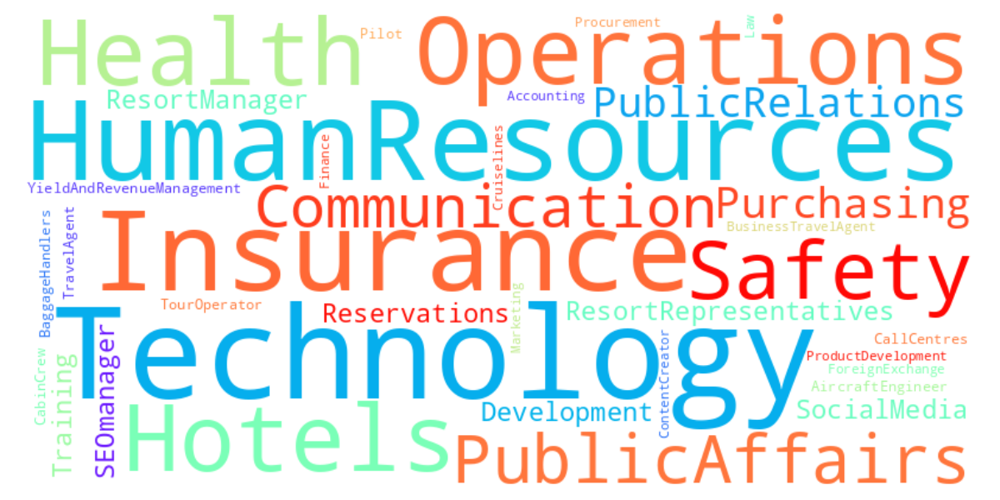 Health
Pilot
Operations
Procurement
Law
ResortManager
Accounting
PublicRelations
HumanResources
Finance
Cruiselines
YieldAndRevenueManagement
Communication
Purchasing
BaggageHandlers
TravelAgent
Insurance
BusinessTravelAgent
Safety
TourOperator
Reservations
Marketing
ResortRepresentatives
Technology
CallCentres
ProductDevelopment
ForeignExchange
AircraftEngineer
CabinCrew
Training
SEOmanager
Hotels
Development
ContentCreator
SocialMedia
PublicAffairs